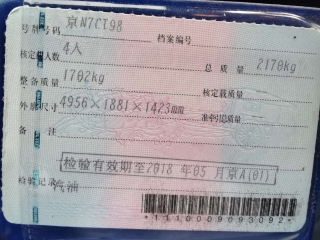 号牌号码 京N7CT98 档案编号
核定载人数 4人 总质量 2170kg
整备质量 1702kg 核定载质量
外廓尺寸 4956×1881×1423mm 准牵引总质量
备注
检验有效期至2018年05月京A(01)
检验记录 汽油
*1110009093092*